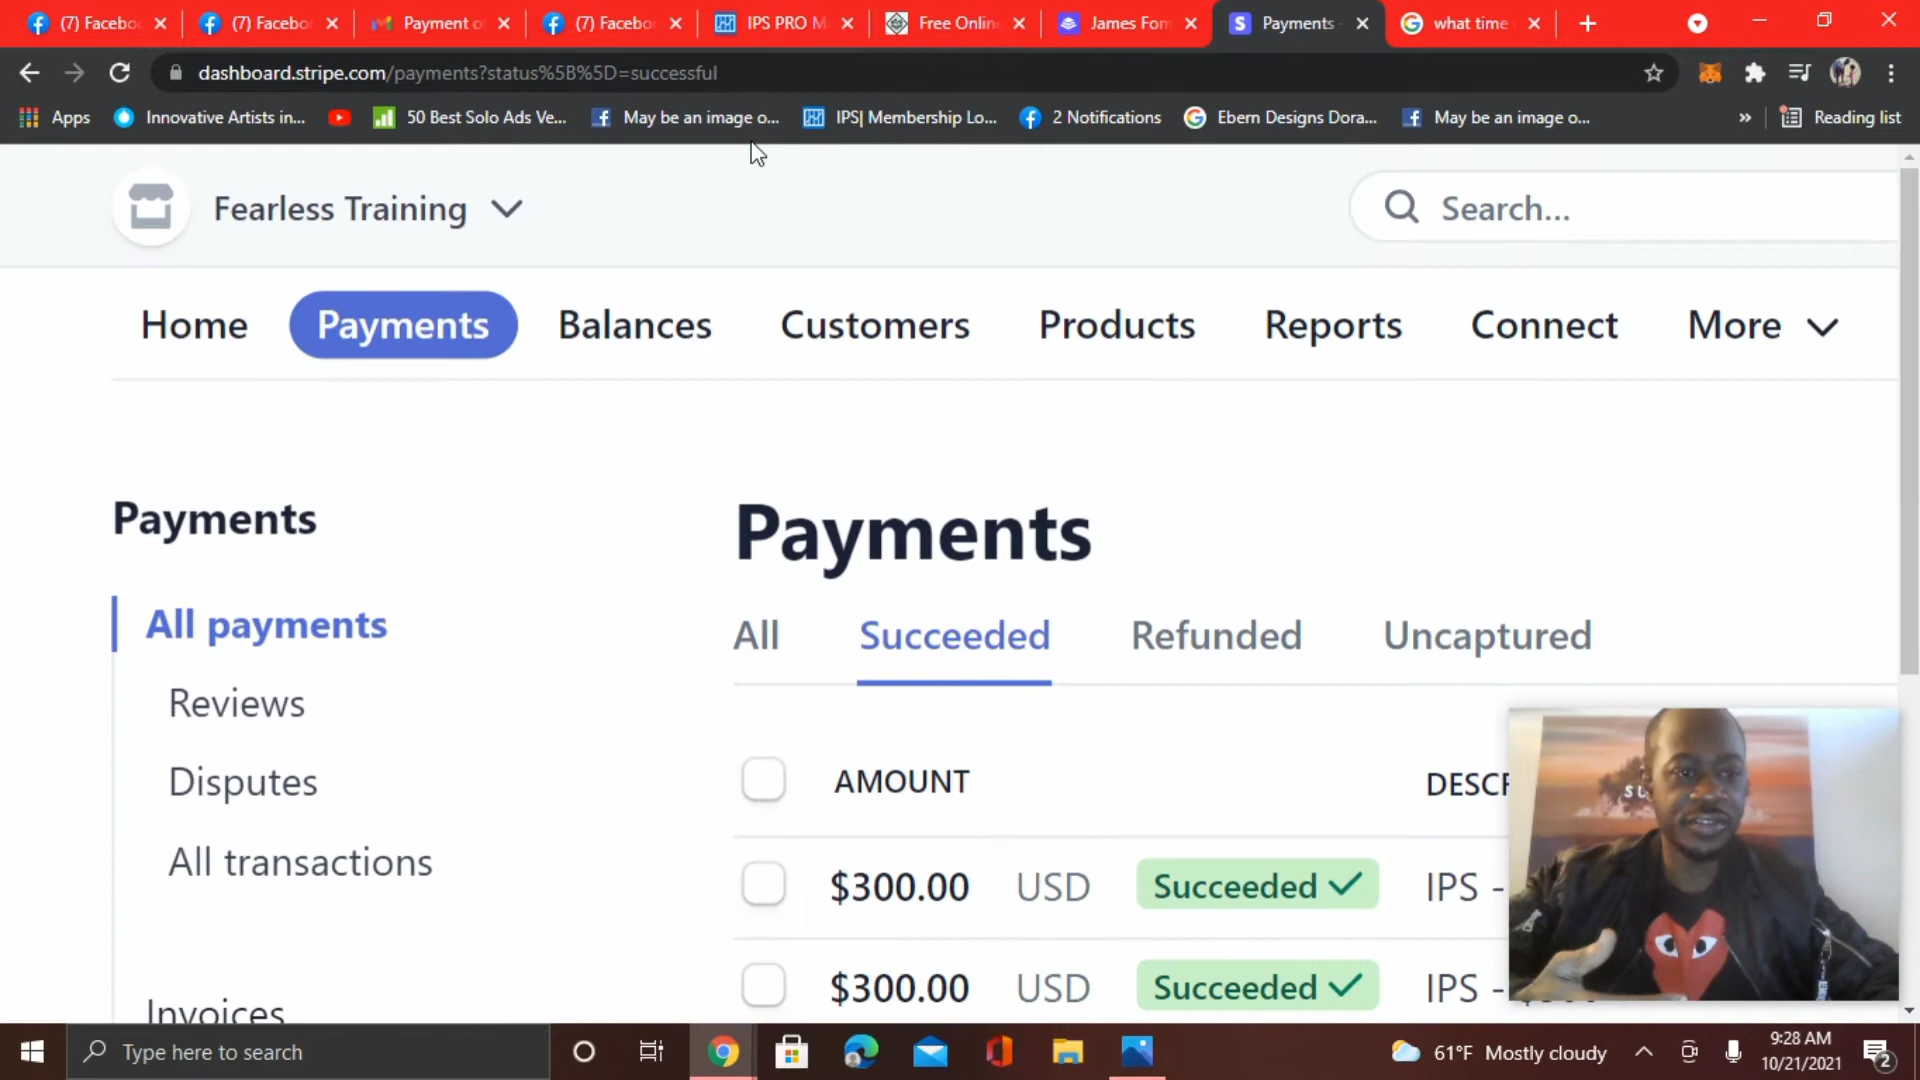 (7) Facebo
(7) Facebo
Payment o
(7) Facebo
IPS PRO M
Free Onlin
James For
Payments
what time
dashboard.stripe.com/payments?status%5B%5D=successful
Apps
Innovative Artists in...
50 Best Solo Ads Ve...
May be an image o...
IPS| Membership Lo...
2 Notifications
Ebern Designs Dora...
May be an image o...
»
Reading list
Fearless Training
Search...
Home
Payments
Balances
Customers
Products
Reports
Connect
More
Payments
All payments
Reviews
Disputes
All transactions
Invoices
Payments
All
Succeeded
Refunded
Uncaptured
AMOUNT
$300.00 USD Succeeded IPS -
$300.00 USD Succeeded IPS -
Type here to search
61°F Mostly cloudy
9:28 AM
10/21/2021
2